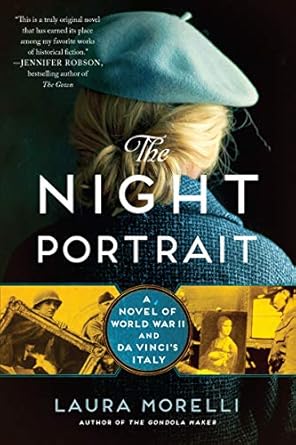 "This is a truly original novel
that has earned its place
among my favorite works
of historical fiction."
—JENNIFER ROBSON,
bestselling author of
The Gown
The
NIGHT
PORTRAIT
A
NOVEL OF
WORLD WAR II
AND
DA VINCI'S
ITALY
LAURA MORELLI
AUTHOR OF THE GONDOLA MAKER